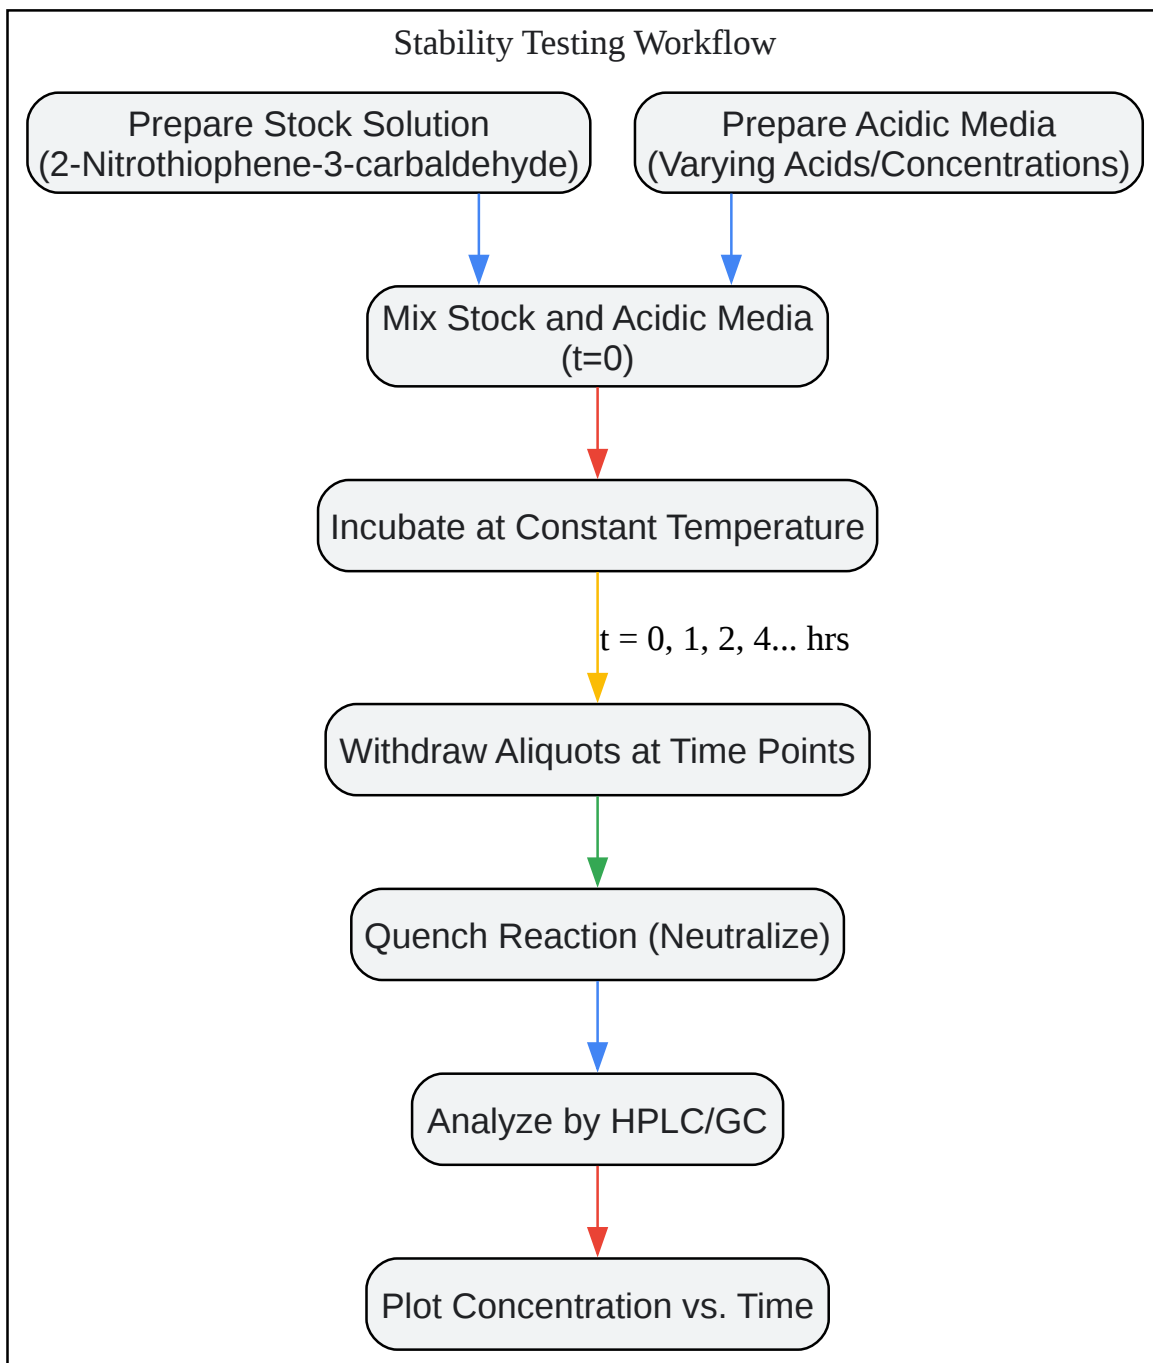 Stability Testing Workflow
Prepare Stock Solution
(2-Nitrothiophene-3-carbaldehyde)
Prepare Acidic Media
(Varying Acids/Concentrations)
Mix Stock and Acidic Media
(t=0)
Incubate at Constant Temperature
t = 0, 1, 2, 4... hrs
Withdraw Aliquots at Time Points
Quench Reaction (Neutralize)
Analyze by HPLC/GC
Plot Concentration vs. Time